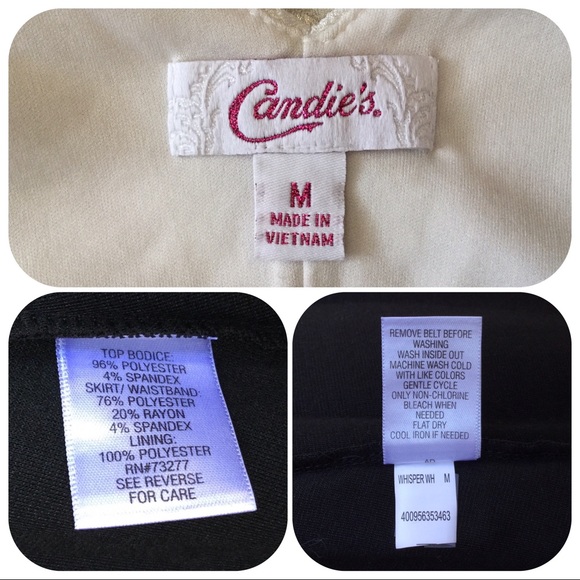 Candie's.
M
MADE IN
VIETNAM
TOP BODICE:
96% POLYESTER
4% SPANDEX
SKIRT/WAISTBAND:
76% POLYESTER
20% RAYON
4% SPANDEX
LINING:
100% POLYESTER
RN#73277
SEE REVERSE
FOR CARE
REMOVE BELT BEFORE
WASHING
WASH INSIDE OUT
MACHINE WASH COLD
WITH LIKE COLORS
GENTLE CYCLE
ONLY NON-CHLORINE
BLEACH WHEN
NEEDED
FLAT DRY
COOL IRON IF NEEDED
WHISPER WH M
400956353463